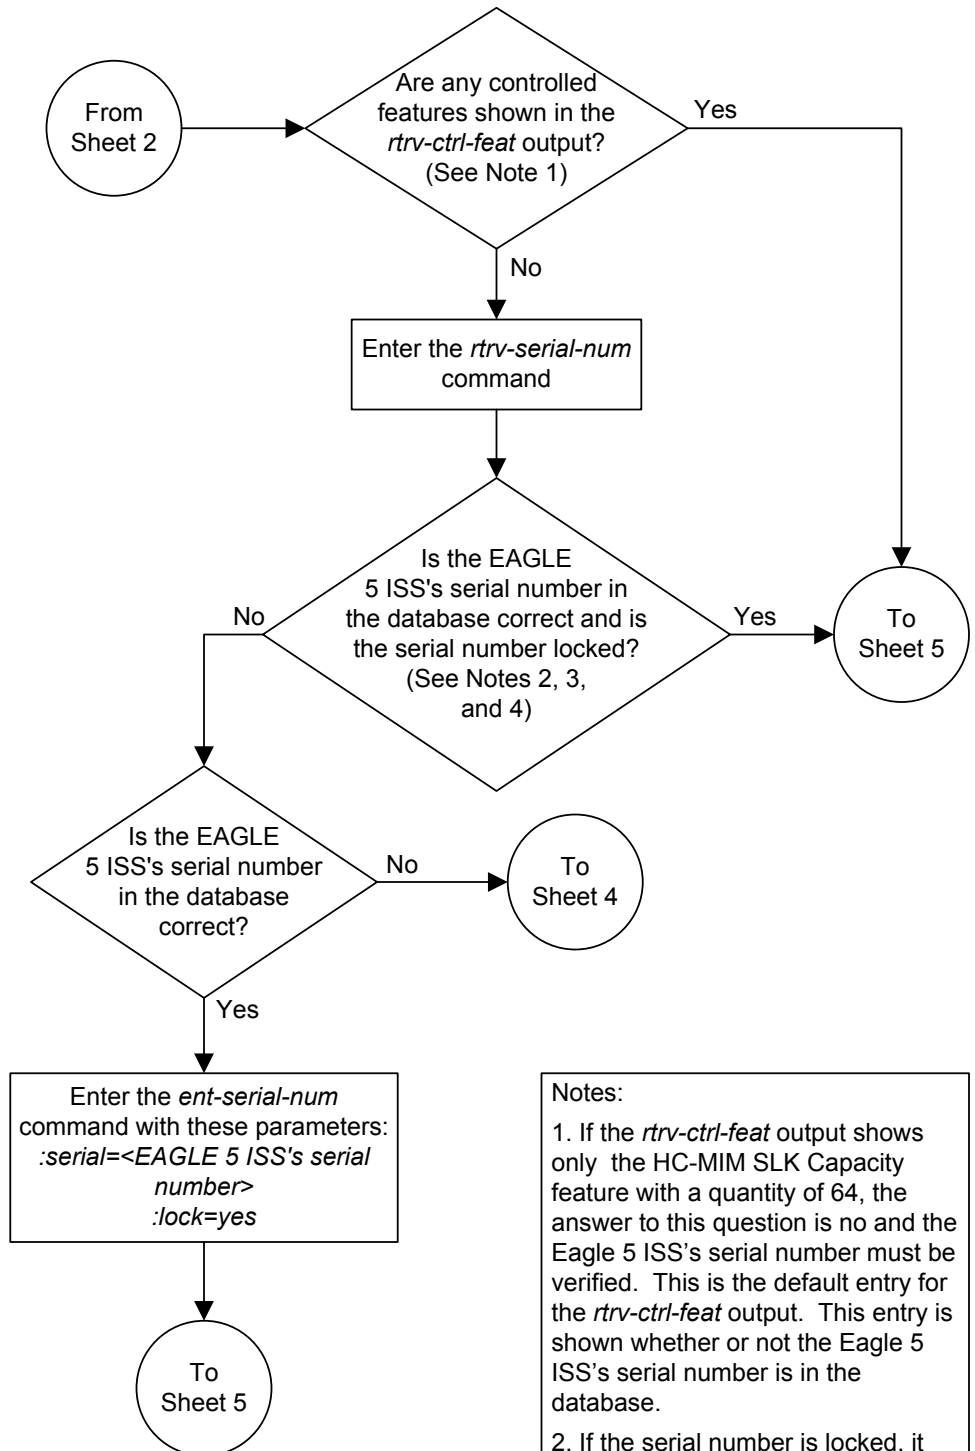 From
Sheet 2
Are any controlled
features shown in the
rtrv-ctrl-feat output?
(See Note 1)
Yes
No
Enter the rtrv-serial-num
command
Is the EAGLE
5 ISS's serial number in
the database correct and is
the serial number locked?
(See Notes 2, 3,
and 4)
No
Yes
To
Sheet 5
Is the EAGLE
5 ISS's serial number
in the database
correct?
No
To
Sheet 4
Yes
Enter the ent-serial-num
command with these parameters:
:serial=<EAGLE 5 ISS's serial
number>
:lock=yes
To
Sheet 5
Notes:
1. If the rtrv-ctrl-feat output shows
only  the HC-MIM SLK Capacity
feature with a quantity of 64, the
answer to this question is no and the
Eagle 5 ISS’s serial number must be
verified.  This is the default entry for
the rtrv-ctrl-feat output.  This entry is
shown whether or not the Eagle 5
ISS’s serial number is in the
database.
2. If the serial number is locked, it